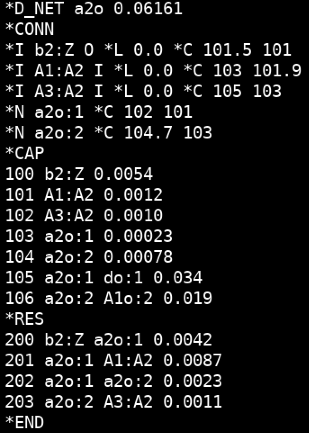 *D_NET a2o 0.06161
*CONN
*I b2:Z O *L 0.0 *C 101.5 101
*I A1:A2 I *L 0.0 *C 103 101.9
*I A3:A2 I *L 0.0 *C 105 103
*N a2o:1 *C 102 101
*N a2o:2 *C 104.7 103
*CAP
100 b2:Z 0.0054
101 A1:A2 0.0012
102 A3:A2 0.0010
103 a2o:1 0.00023
104 a2o:2 0.00078
105 a2o:1 do:1 0.034
106 a2o:2 A1o:2 0.019
*RES
200 b2:Z a2o:1 0.0042
201 a2o:1 A1:A2 0.0087
202 a2o:1 a2o:2 0.0023
203 a2o:2 A3:A2 0.0011
*END